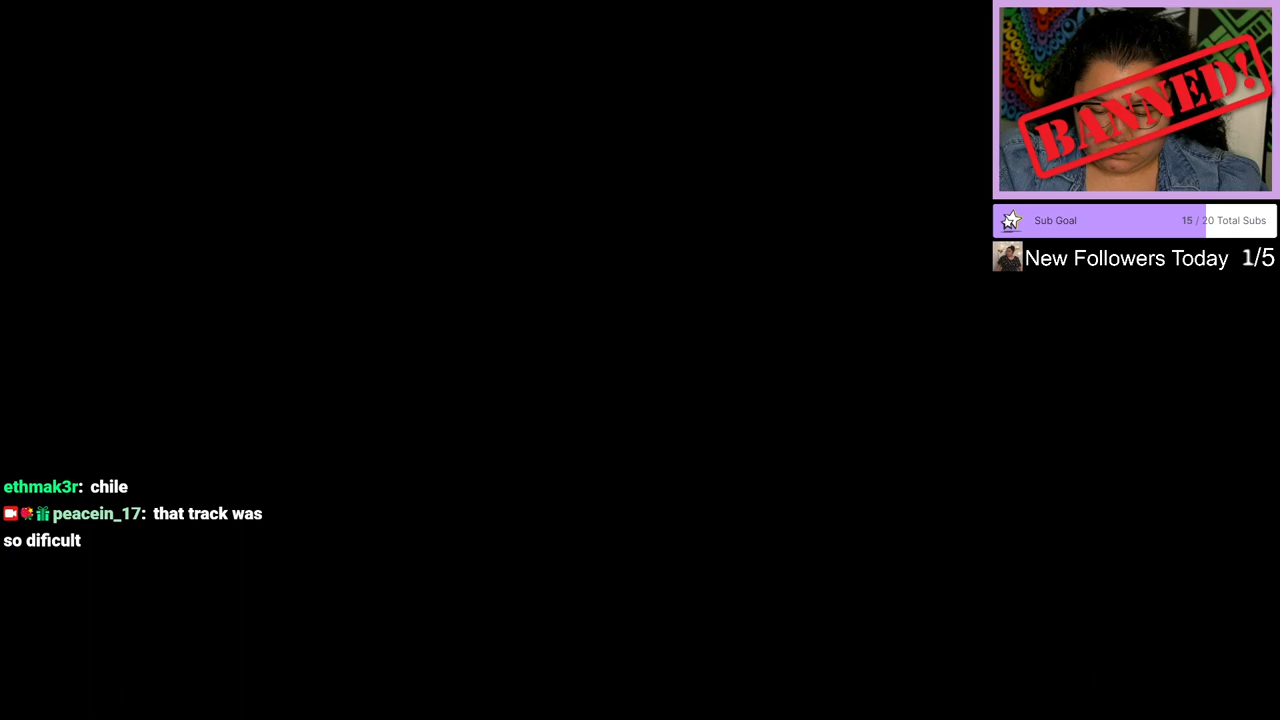 BANNED!
Sub Goal 15 / 20 Total Subs
New Followers Today 1/5
ethmak3r: chile
peacein_17: that track was
so dificult